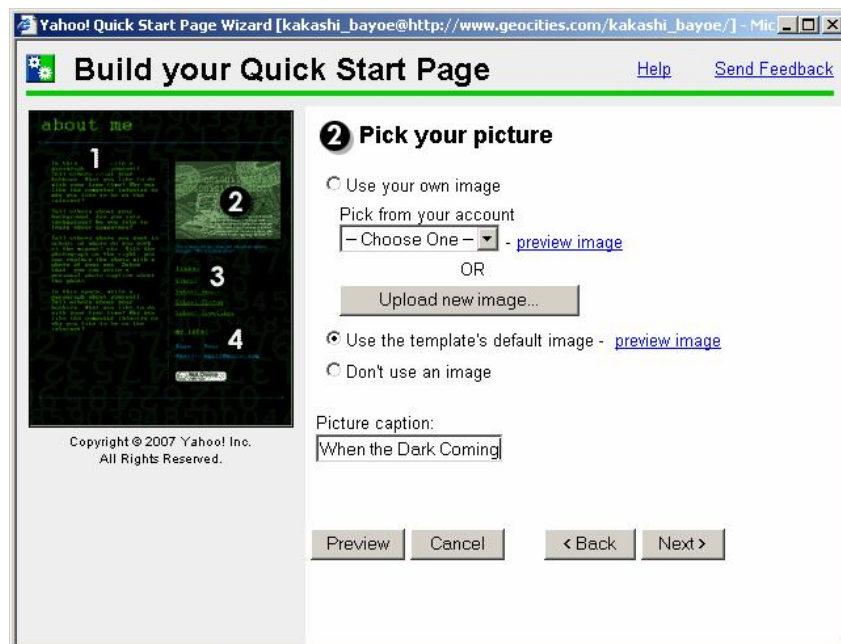 Yahoo! Quick Start Page Wizard [kakashi_bayoe@http://www.geocities.com/kakashi_bayoe/] - Mic
Build your Quick Start Page
Help
Send Feedback
about me
1
2
3
4
Copyright © 2007 Yahoo! Inc.
All Rights Reserved.
2 Pick your picture
Use your own image
Pick from your account
-- Choose One -- - preview image
OR
Upload new image...
Use the template's default image - preview image
Don't use an image
Picture caption:
When the Dark Coming
Preview Cancel < Back Next >